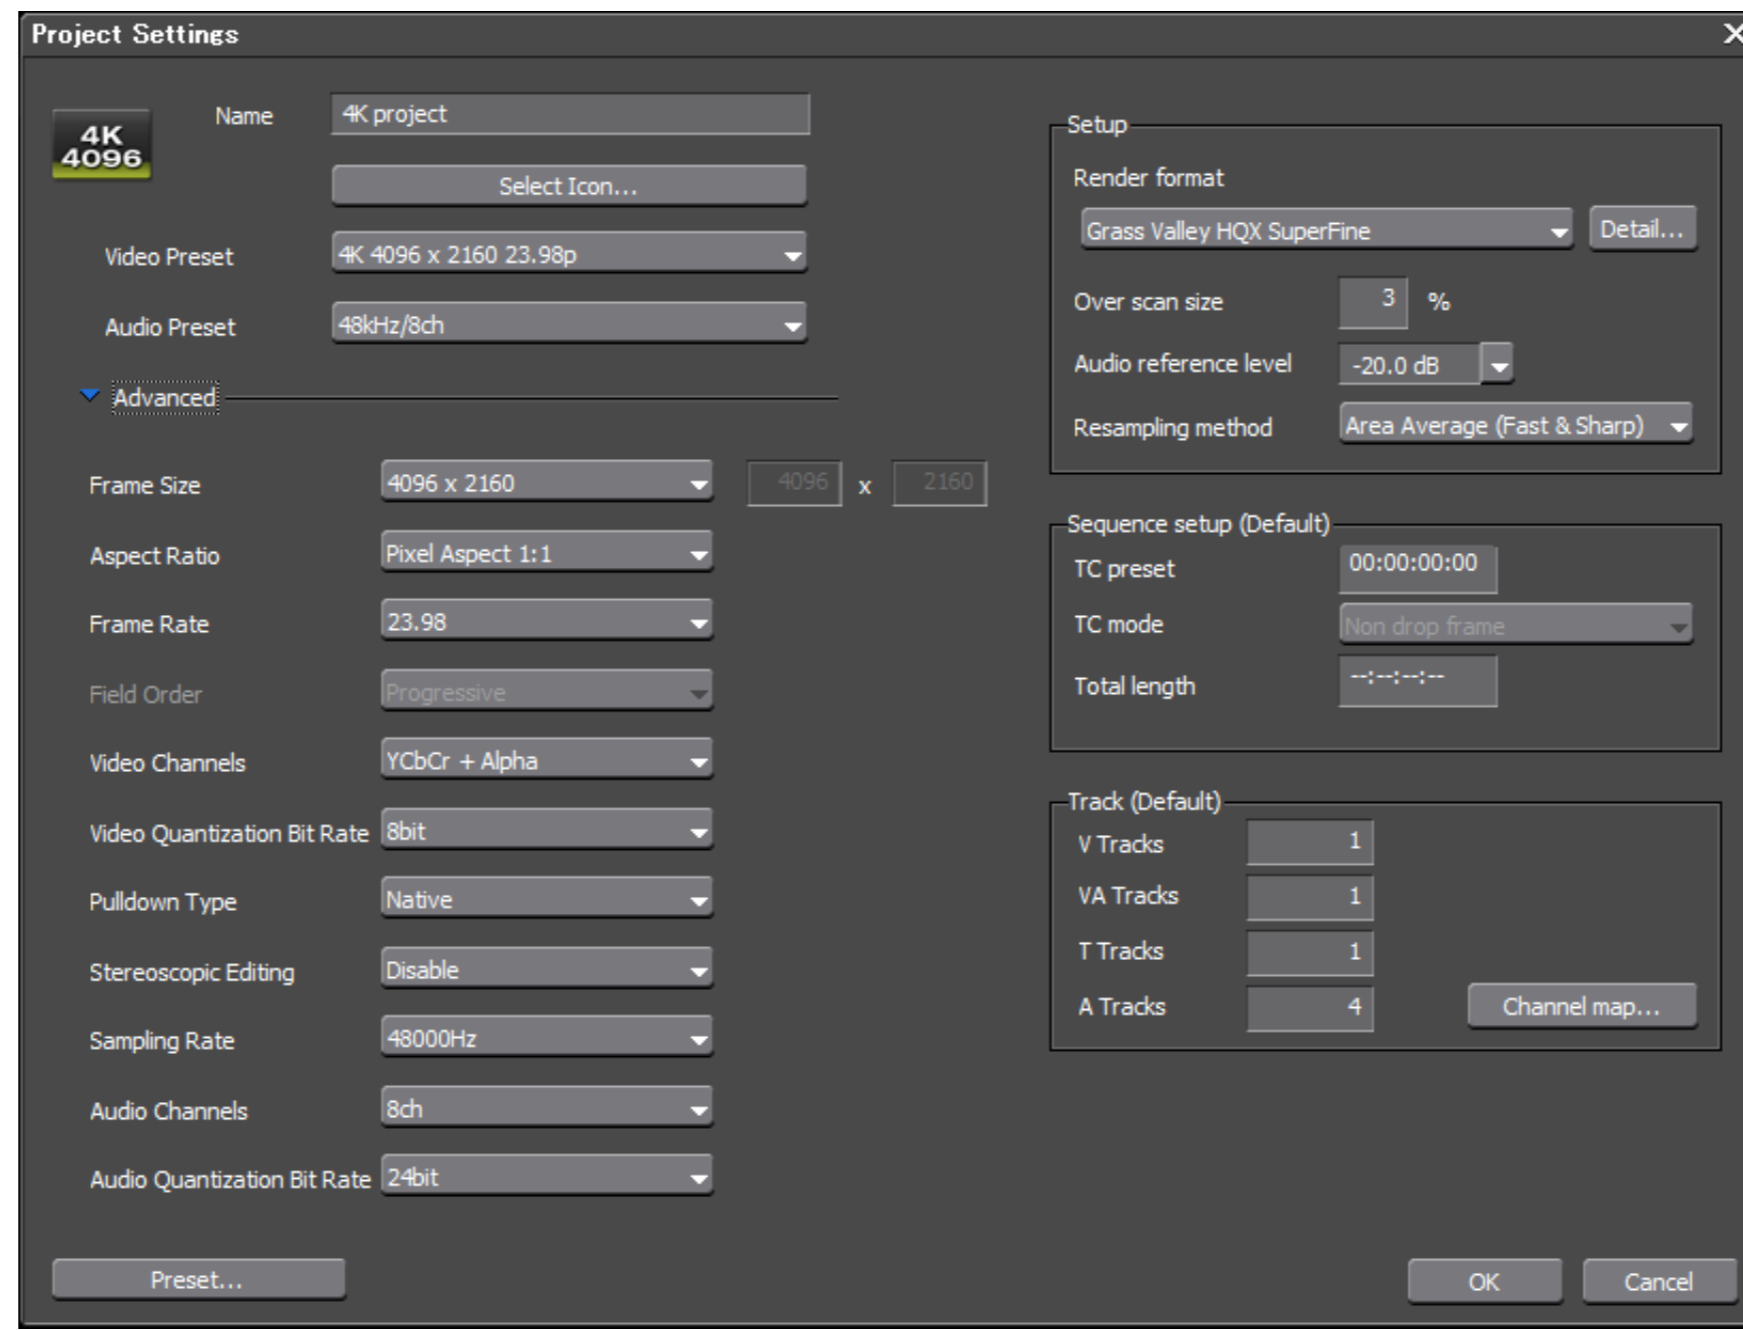 Project Settings
4K
4096
Name
4K project
Select Icon...
Video Preset
4K 4096 x 2160 23.98p
Audio Preset
48kHz/8ch
Advanced
Frame Size
4096 x 2160
4096
x
2160
Aspect Ratio
Pixel Aspect 1:1
Frame Rate
23.98
Field Order
Progressive
Video Channels
YCbCr + Alpha
Video Quantization Bit Rate
8bit
Pulldown Type
Native
Stereoscopic Editing
Disable
Sampling Rate
48000Hz
Audio Channels
8ch
Audio Quantization Bit Rate
24bit
Preset...
Setup
Render format
Grass Valley HQX SuperFine
Detail...
Over scan size
3
%
Audio reference level
-20.0 dB
Resampling method
Area Average (Fast & Sharp)
Sequence setup (Default)
TC preset
00:00:00:00
TC mode
Non drop frame
Total length
--:--:--:--
Track (Default)
V Tracks
1
VA Tracks
1
T Tracks
1
A Tracks
4
Channel map...
OK
Cancel